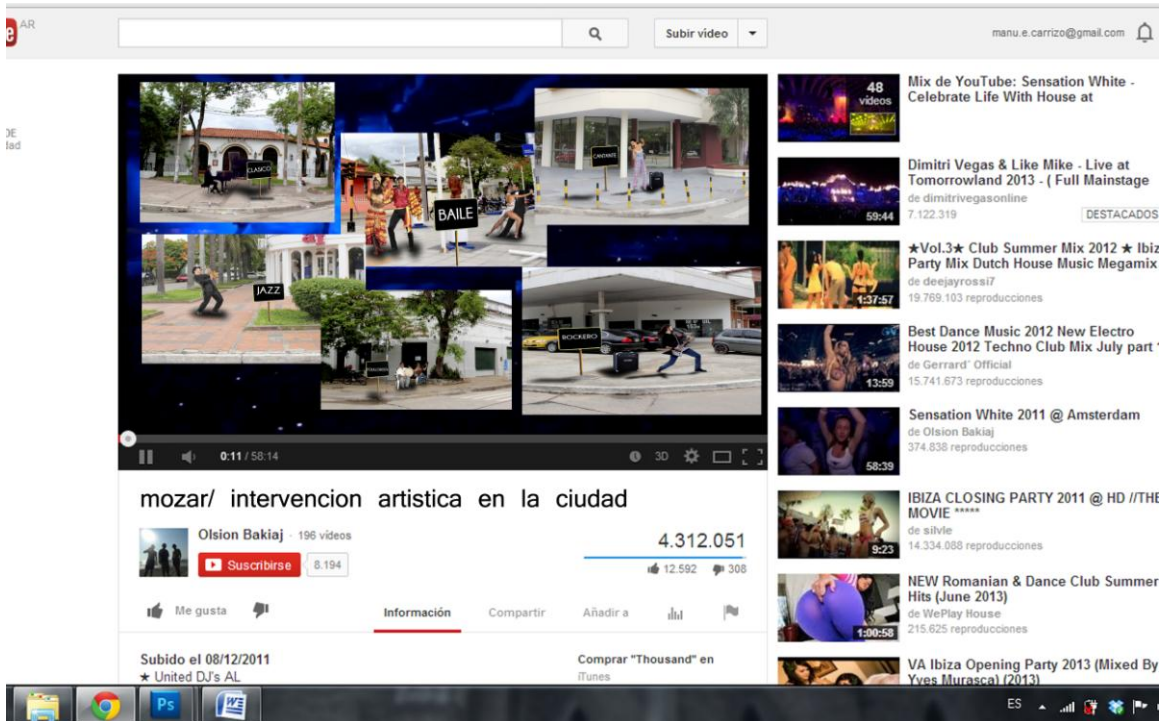 e AR
Subir vídeo
manu.e.carrizo@gmail.com
DE
dad
CLASICO
BAILE
CANTANTE
JAZZ
ROCKERO
0:11 / 58:14
3D
mozar/ intervencion artistica en la ciudad
Olsion Bakiaj · 196 vídeos
Suscribirse 8.194
4.312.051
12.592 308
Me gusta
Información Compartir Añadir a
Subido el 08/12/2011
★ United DJ's AL
Comprar "Thousand" en
iTunes
48
vídeos
Mix de YouTube: Sensation White -
Celebrate Life With House at
59:44
Dimitri Vegas & Like Mike - Live at
Tomorrowland 2013 - ( Full Mainstage
de dimitrivegasonline
7.122.319 DESTACADOS
1:37:57
★Vol.3★ Club Summer Mix 2012 ★ Ibiz
Party Mix Dutch House Music Megamix
de deejayrossi7
19.769.103 reproducciones
13:59
Best Dance Music 2012 New Electro
House 2012 Techno Club Mix July part
de Gerrard` Official
15.741.673 reproducciones
58:39
Sensation White 2011 @ Amsterdam
de Olsion Bakiaj
374.838 reproducciones
9:23
IBIZA CLOSING PARTY 2011 @ HD //THE
MOVIE *****
de silvle
14.334.088 reproducciones
1:00:58
NEW Romanian & Dance Club Summer
Hits (June 2013)
de WePlay House
215.625 reproducciones
VA Ibiza Opening Party 2013 (Mixed By
Yves Murasca) (2013)
Ps
W
ES